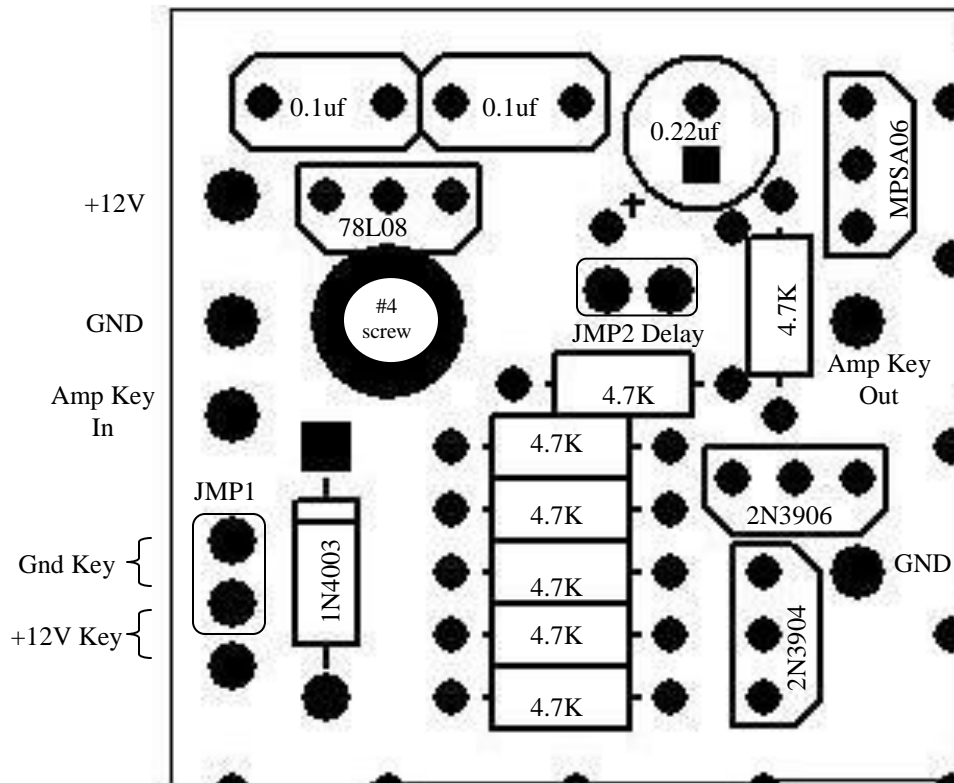 0.1uf
0.1uf
0.22uf
MPSA06
+12V
78L08
+
GND
#4
screw
4.7K
JMP2 Delay
Amp Key
Out
Amp Key
In
4.7K
4.7K
JMP1
4.7K
2N3906
Gnd Key
1N4003
4.7K
GND
+12V Key
4.7K
2N3904
4.7K